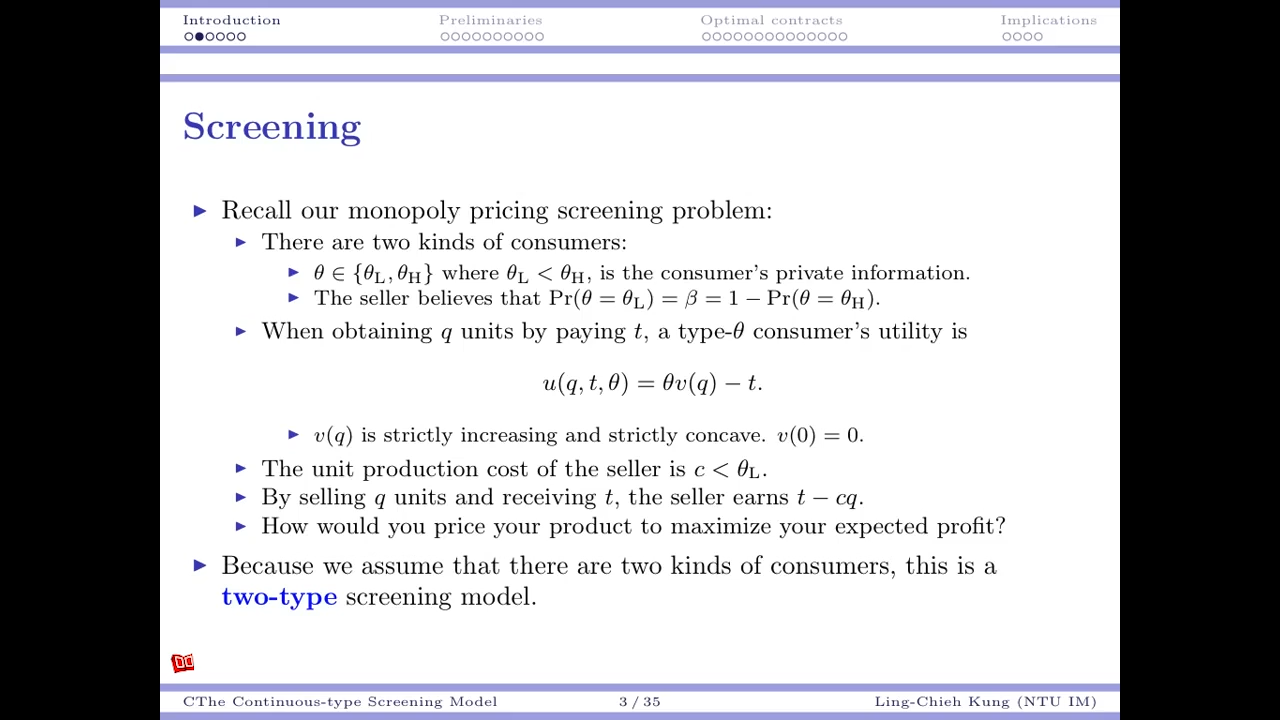 Introduction Preliminaries Optimal contracts Implications
Screening
Recall our monopoly pricing screening problem:
There are two kinds of consumers:
θ ∈ {θL, θH} where θL < θH, is the consumer's private information.
The seller believes that Pr(θ = θL) = β = 1 − Pr(θ = θH).
When obtaining q units by paying t, a type-θ consumer's utility is
u(q, t, θ) = θv(q) − t.
v(q) is strictly increasing and strictly concave. v(0) = 0.
The unit production cost of the seller is c < θL.
By selling q units and receiving t, the seller earns t − cq.
How would you price your product to maximize your expected profit?
Because we assume that there are two kinds of consumers, this is a
two-type screening model.
CThe Continuous-type Screening Model 3 / 35 Ling-Chieh Kung (NTU IM)